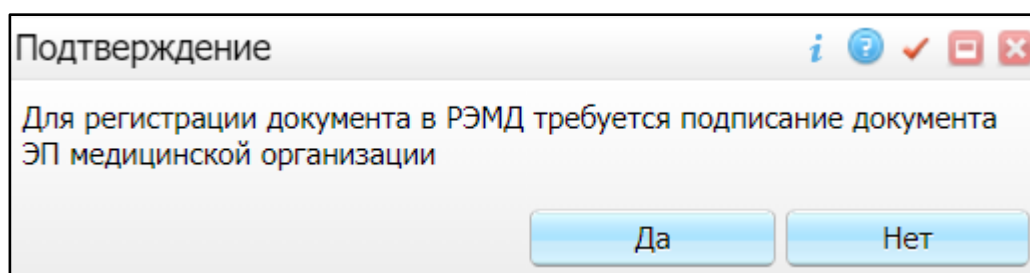 Подтверждение
Для регистрации документа в РЭМД требуется подписание документа
ЭП медицинской организации
Да
Нет